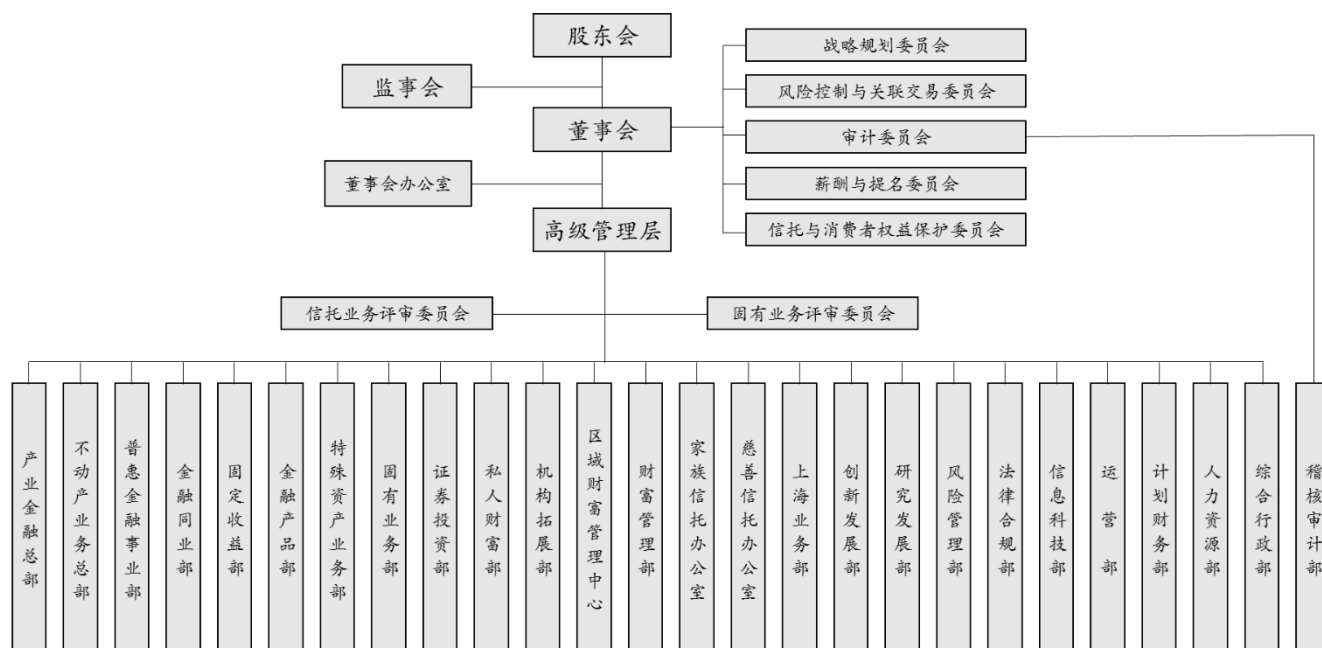 股东会
监事会
董事会
董事会办公室
高级管理层
战略规划委员会
风险控制与关联交易委员会
审计委员会
薪酬与提名委员会
信托与消费者权益保护委员会
信托业务评审委员会
固有业务评审委员会
产业金融总部
不动产业务总部
普惠金融事业部
金融同业部
固定收益部
金融产品部
特殊资产业务部
固有业务部
证券投资部
私人财富部
机构拓展部
区域财富管理中心
财富管理部
家族信托办公室
慈善信托办公室
上海业务部
创新发展部
研究发展部
风险管理部
法律合规部
信息科技部
运营部
计划财务部
人力资源部
综合行政部
稽核审计部